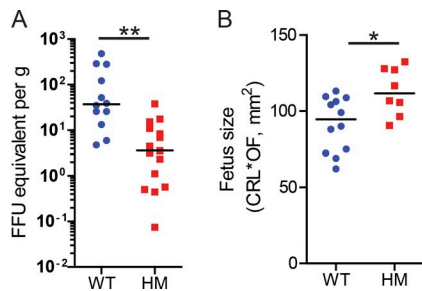 A
**
FFU equivalent per g
10³
10²
10¹
10⁰
10⁻¹
10⁻²
WT
HM
B
*
Fetus size
(CRL*OF, mm²)
150
100
50
0
WT
HM